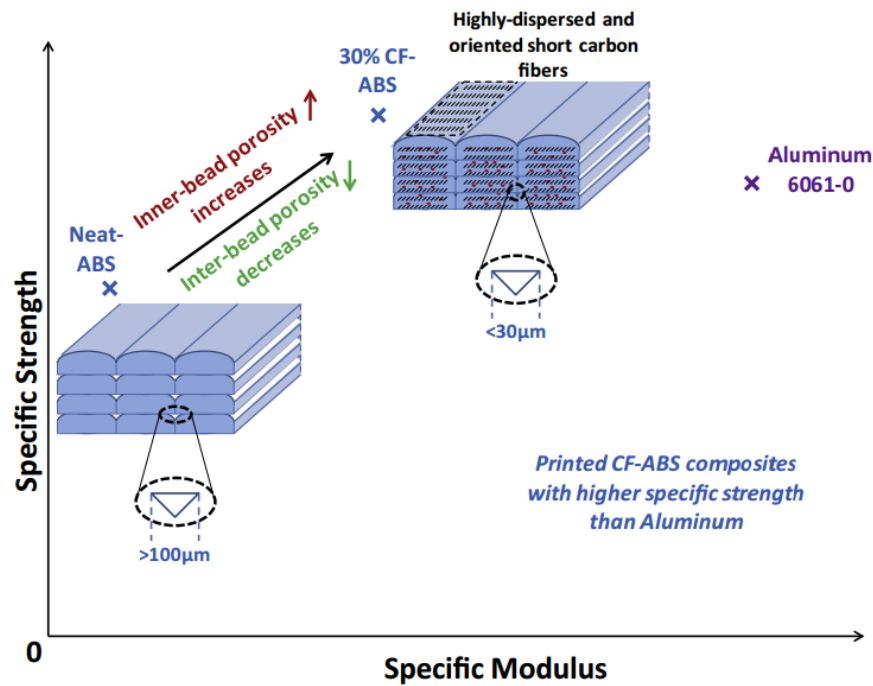 Highly-dispersed and
oriented short carbon
fibers
30% CF-
ABS
Inner-bead porosity
increases
Inter-bead porosity
decreases
Aluminum
6061-0
Neat-
ABS
<30μm
>100μm
Printed CF-ABS composites
with higher specific strength
than Aluminum
Specific Strength
0
Specific Modulus